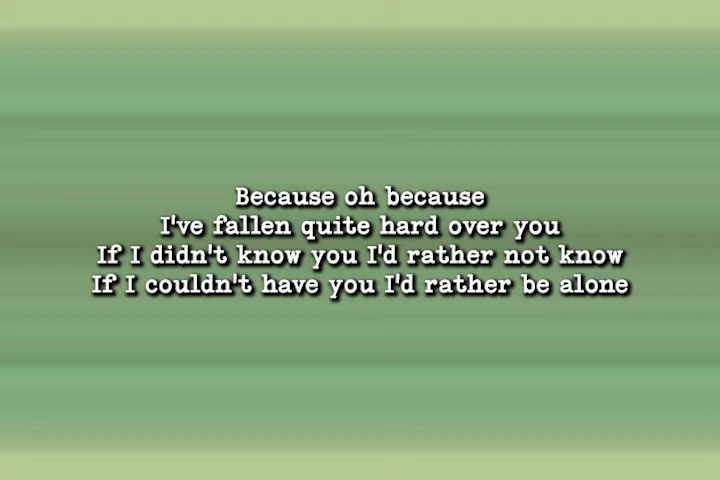 Because oh because
I've fallen quite hard over you
If I didn't know you I'd rather not know
If I couldn't have you I'd rather be alone